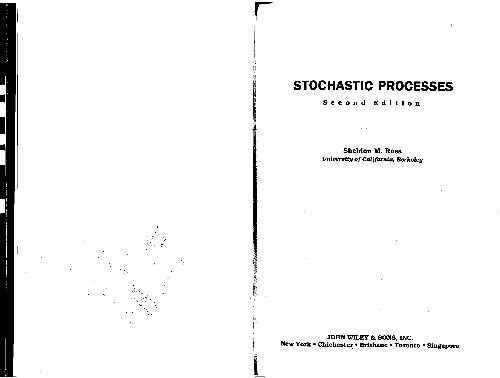 STOCHASTIC PROCESSES
Second Edition
Sheldon M. Ross
University of California, Berkeley
JOHN WILEY & SONS, INC.
New York • Chichester • Brisbane • Toronto • Singapore